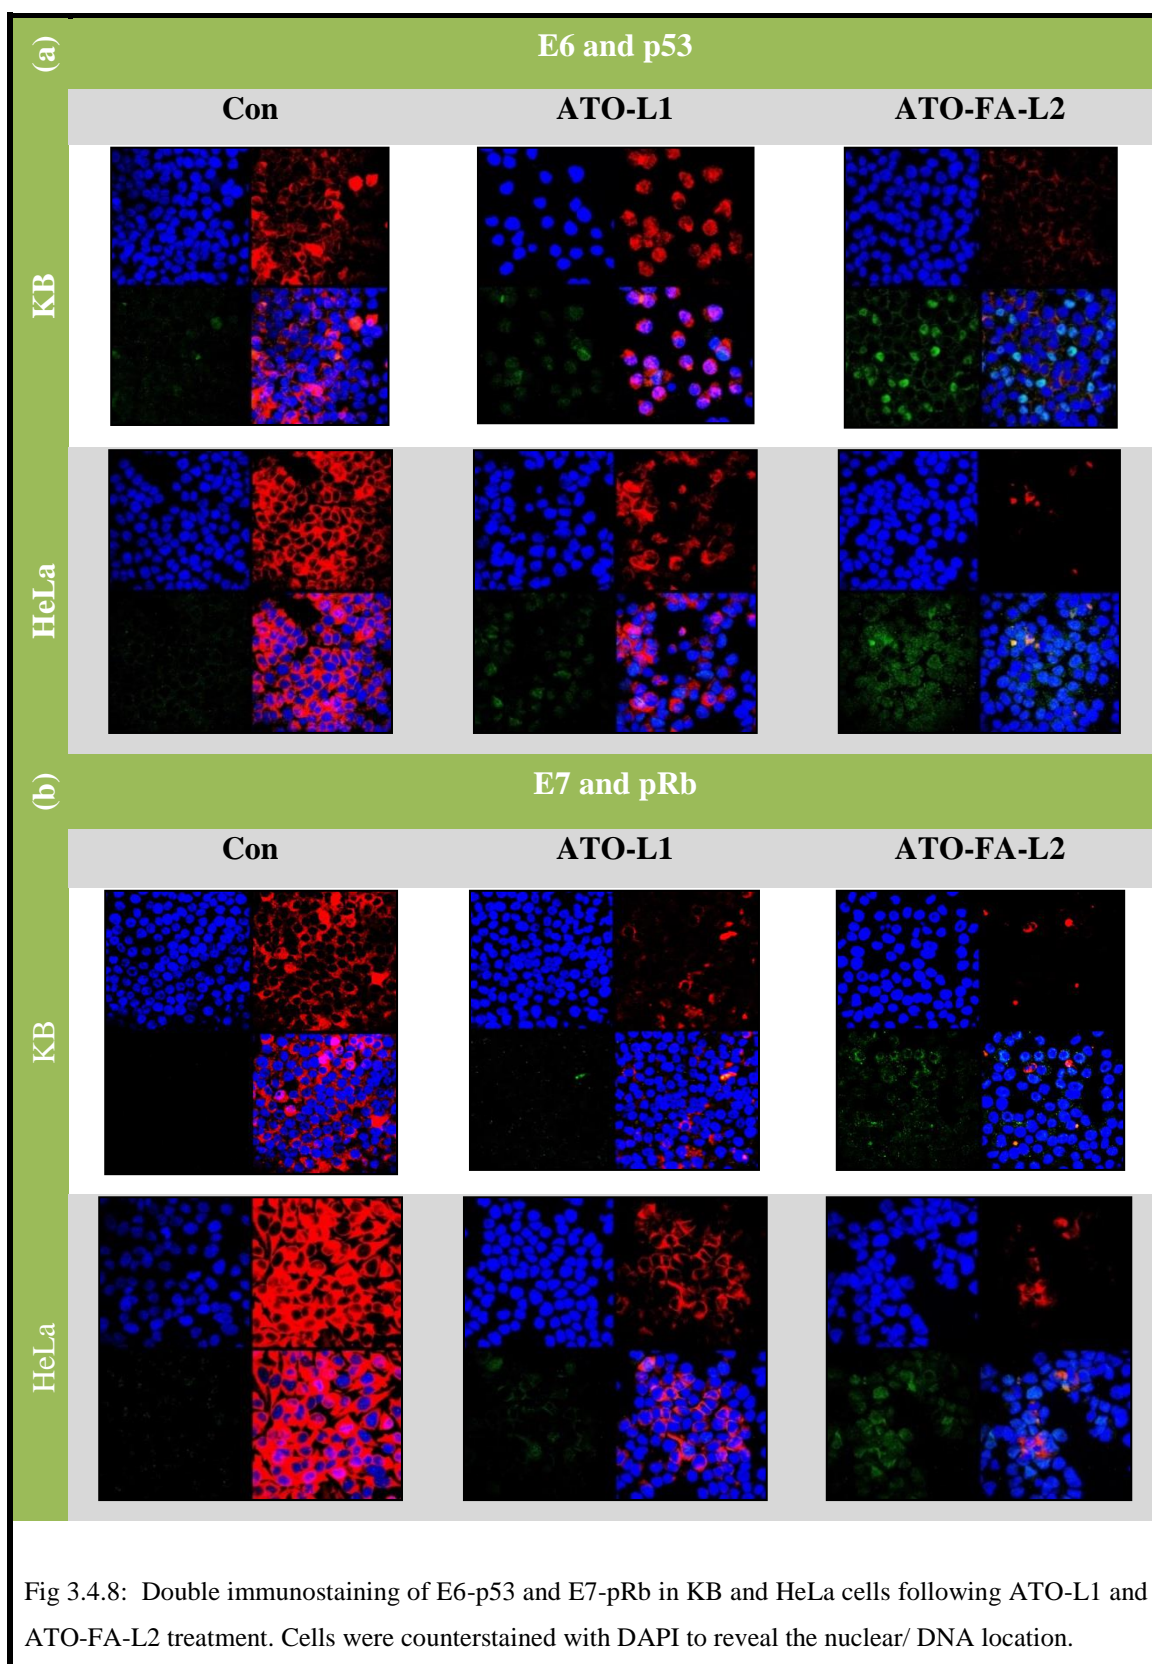 (a)
E6 and p53
Con ATO-L1 ATO-FA-L2
KB
HeLa
(b)
E7 and pRb
Con ATO-L1 ATO-FA-L2
KB
HeLa
Fig 3.4.8: Double immunostaining of E6-p53 and E7-pRb in KB and HeLa cells following ATO-L1 and
ATO-FA-L2 treatment. Cells were counterstained with DAPI to reveal the nuclear/ DNA location.